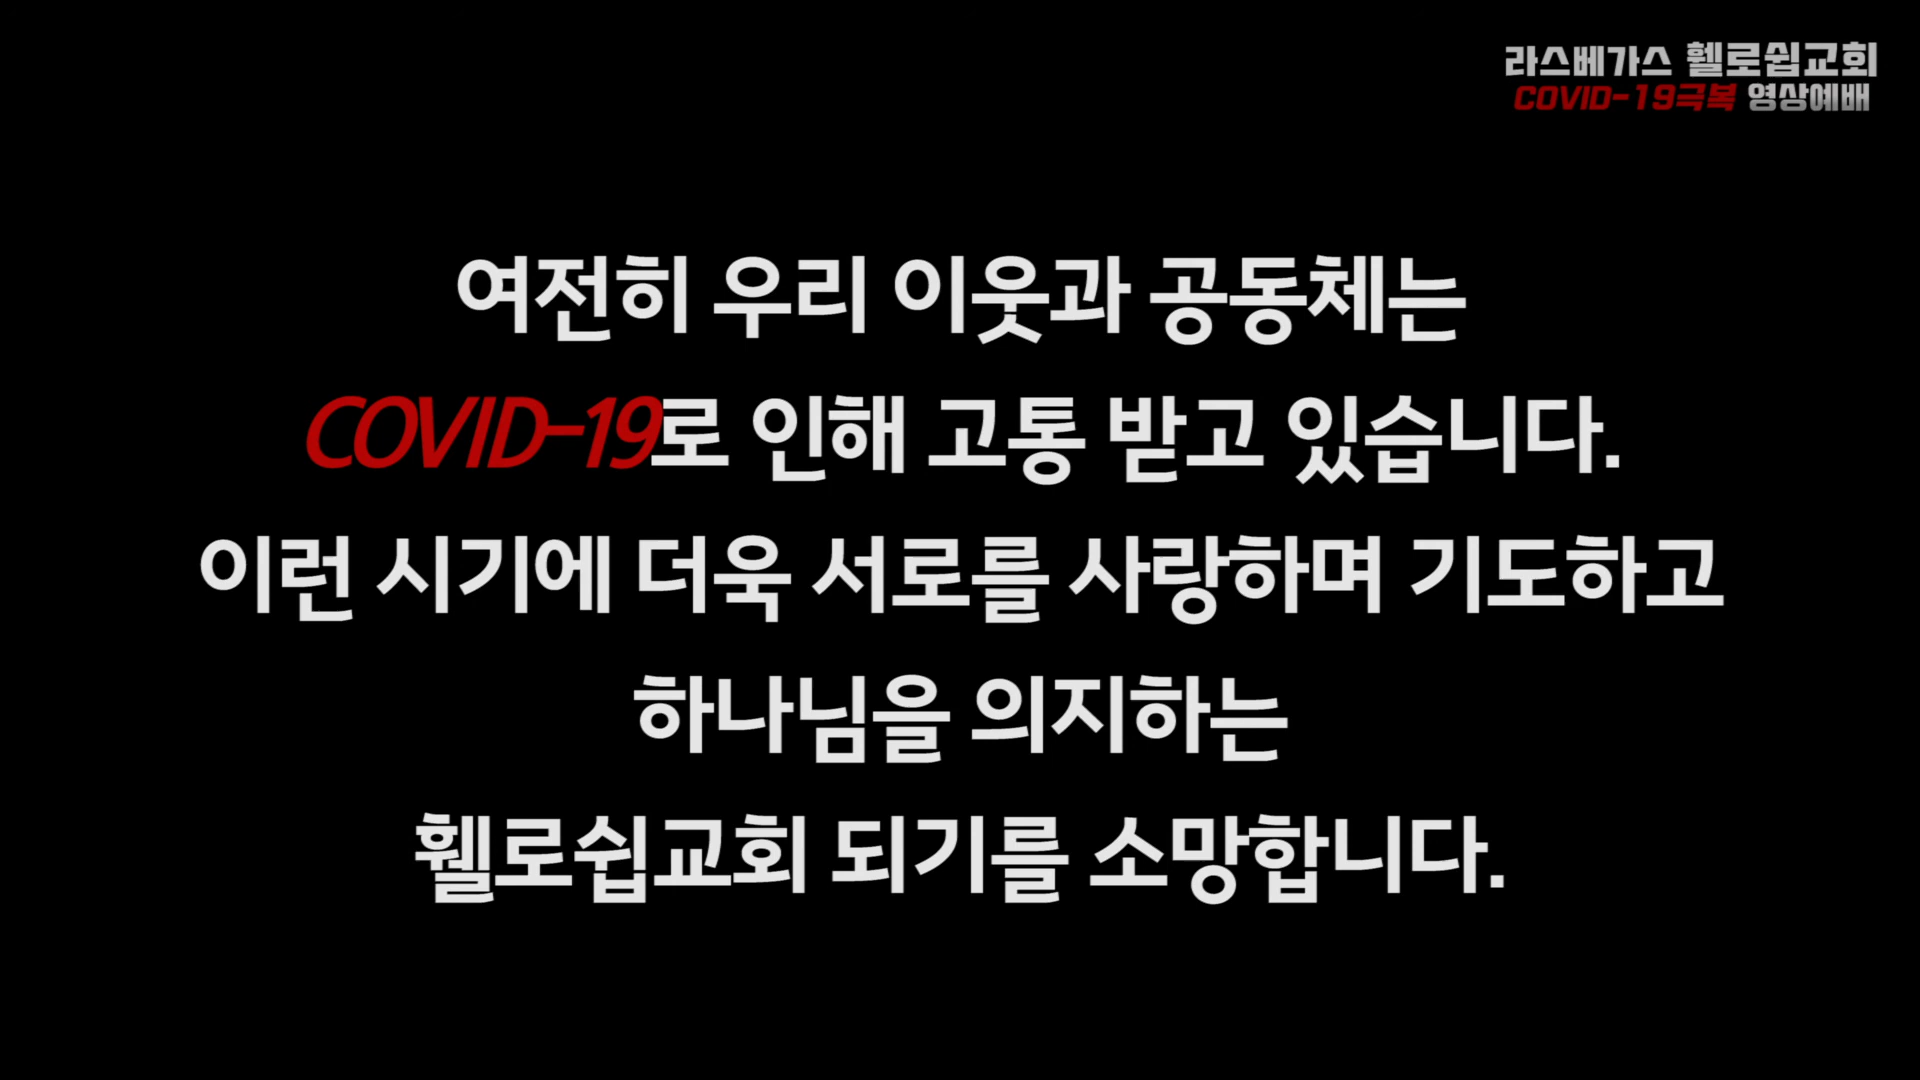 라스베가스 휄로쉽교회
COVID-19극복 영상예배
여전히 우리 이웃과 공동체는
COVID-19로 인해 고통 받고 있습니다.
이런 시기에 더욱 서로를 사랑하며 기도하고
하나님을 의지하는
휄로쉽교회 되기를 소망합니다.